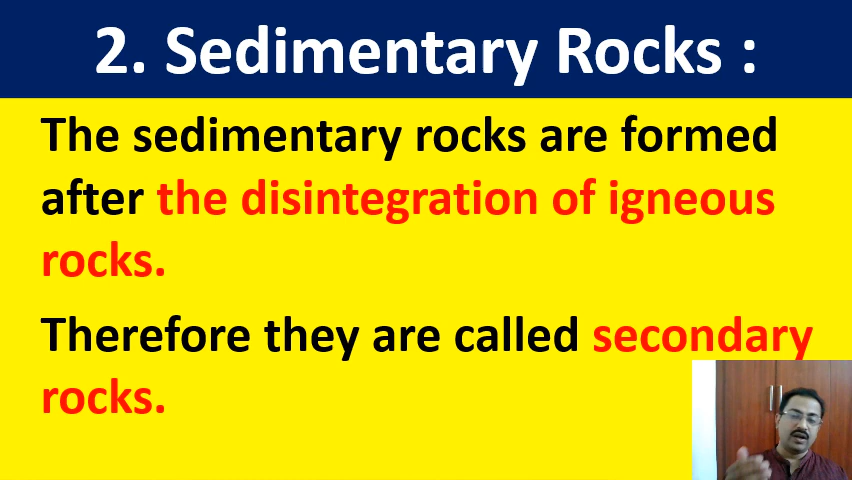 2. Sedimentary Rocks :
The sedimentary rocks are formed
after the disintegration of igneous
rocks.
Therefore they are called secondary
rocks.